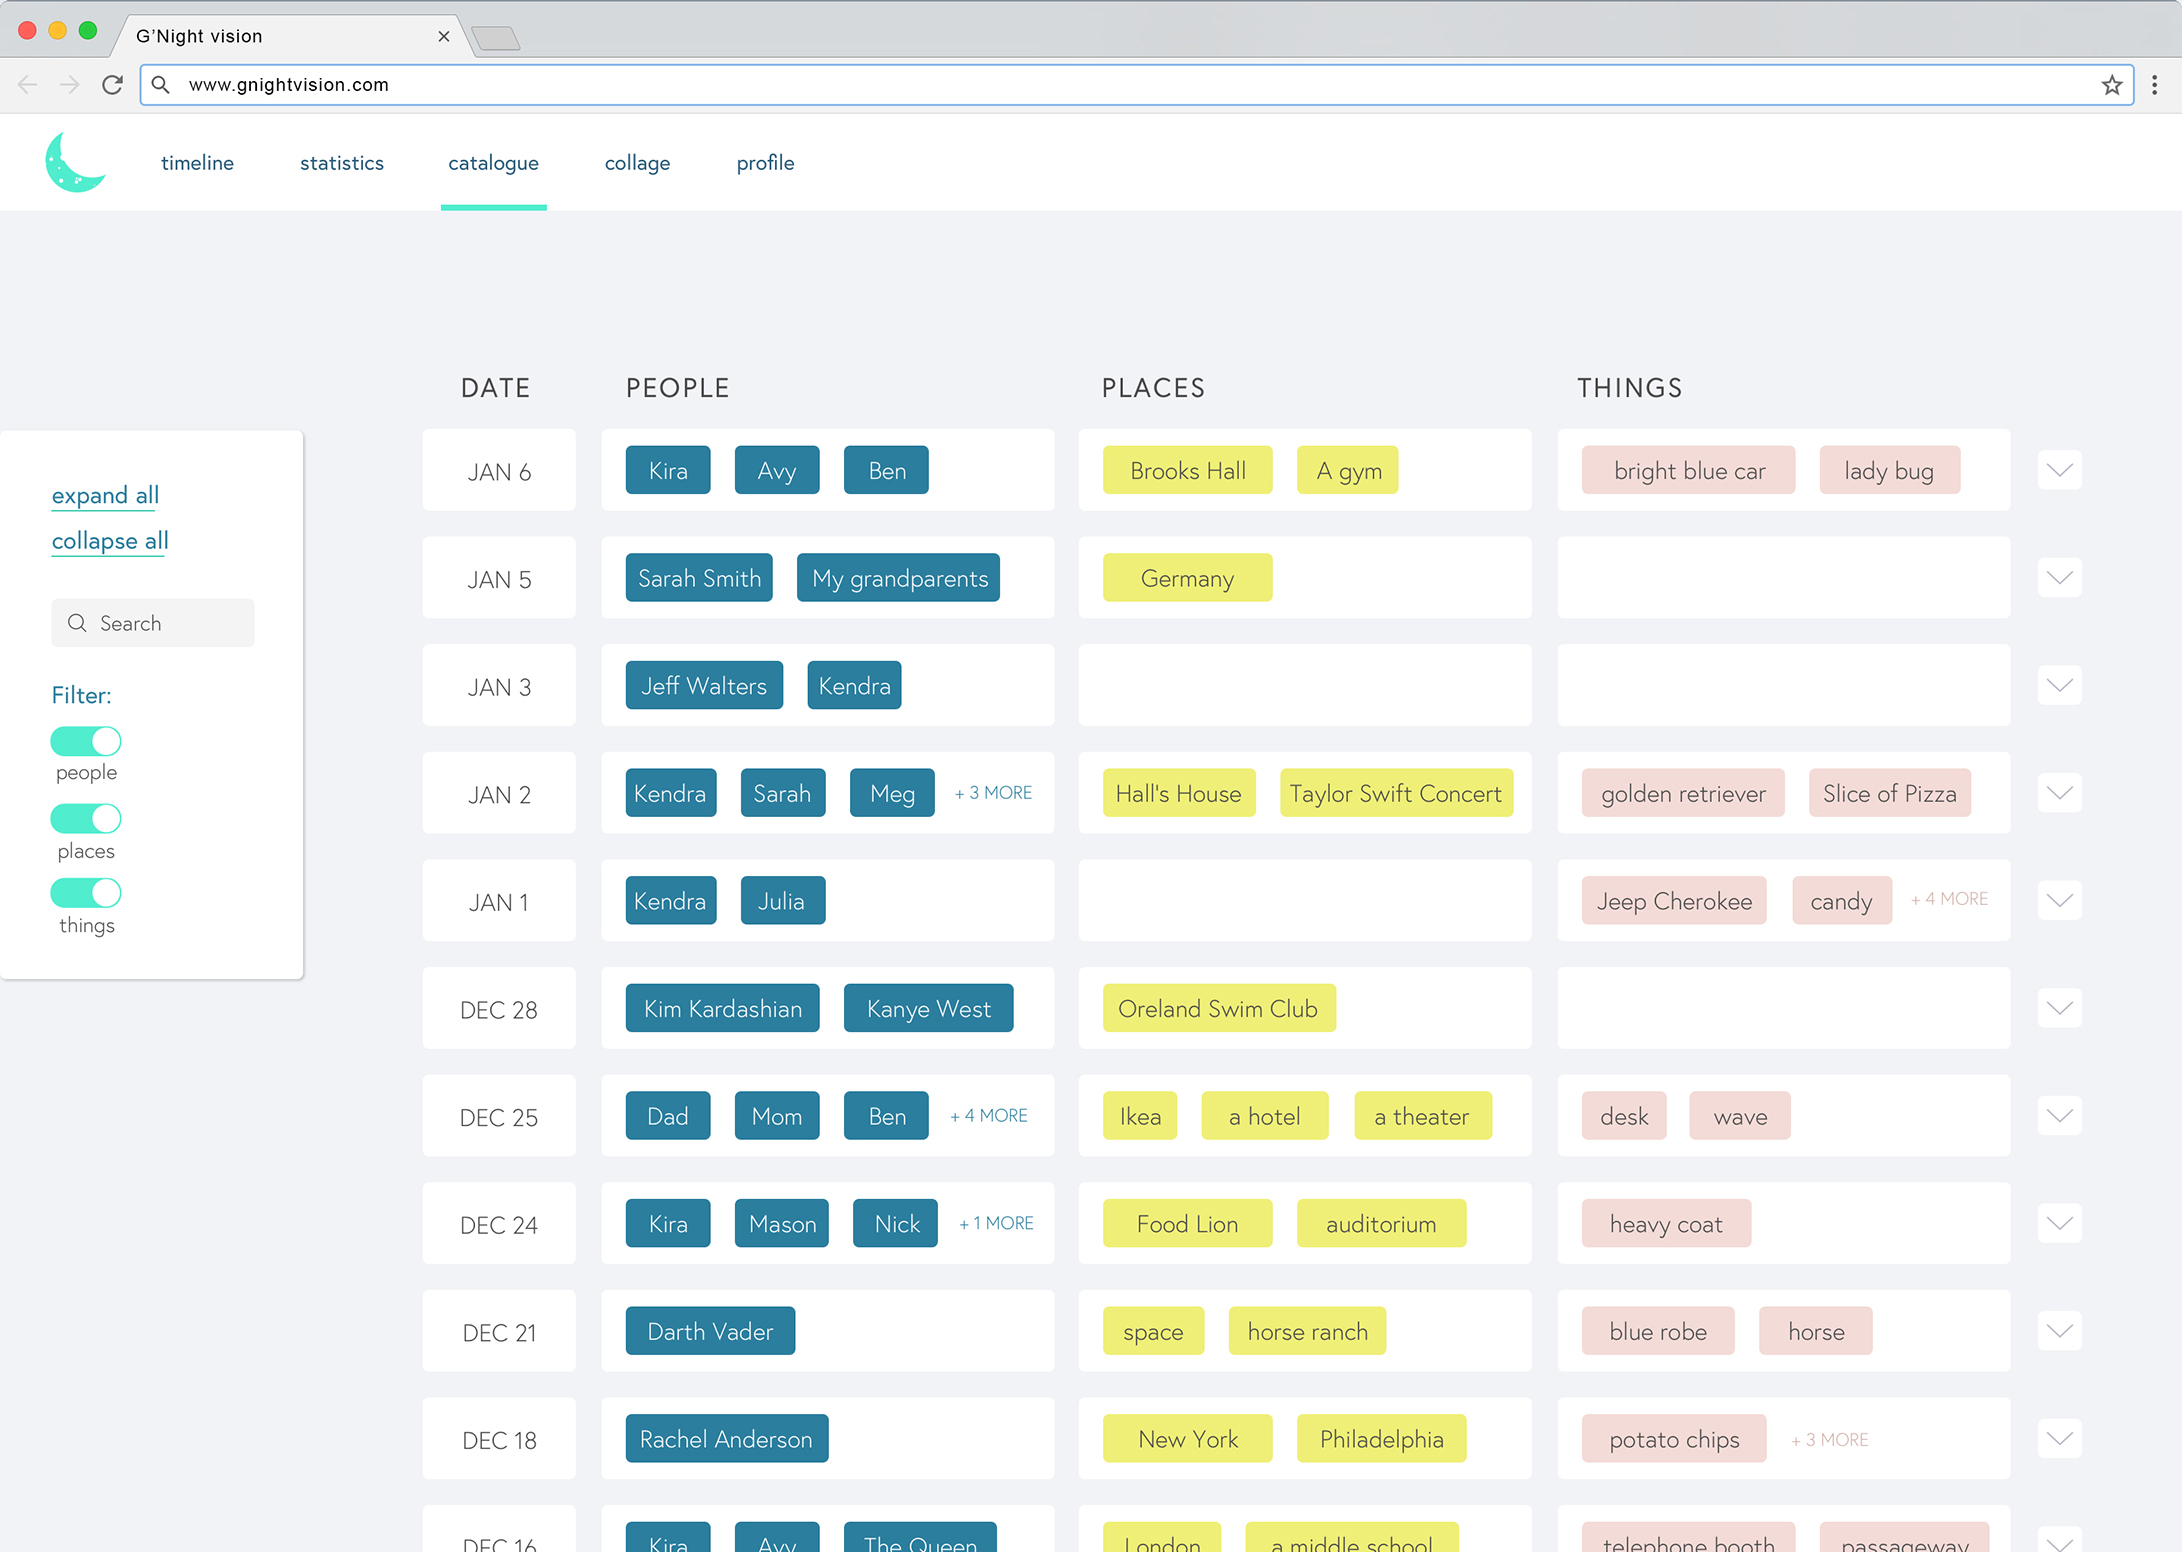 G'Night vision
www.gnightvision.com
timeline statistics catalogue collage profile
DATE PEOPLE PLACES THINGS
expand all
collapse all
Search
Filter:
people
places
things
JAN 6 Kira Avy Ben Brooks Hall A gym bright blue car lady bug
JAN 5 Sarah Smith My grandparents Germany
JAN 3 Jeff Walters Kendra
JAN 2 Kendra Sarah Meg + 3 MORE Hall's House Taylor Swift Concert golden retriever Slice of Pizza
JAN 1 Kendra Julia Jeep Cherokee candy + 4 MORE
DEC 28 Kim Kardashian Kanye West Oreland Swim Club
DEC 25 Dad Mom Ben + 4 MORE Ikea a hotel a theater desk wave
DEC 24 Kira Mason Nick + 1 MORE Food Lion auditorium heavy coat
DEC 21 Darth Vader space horse ranch blue robe horse
DEC 18 Rachel Anderson New York Philadelphia potato chips + 3 MORE
DEC 16 Kira Avy The Queen London a middle school telephone booth passageway